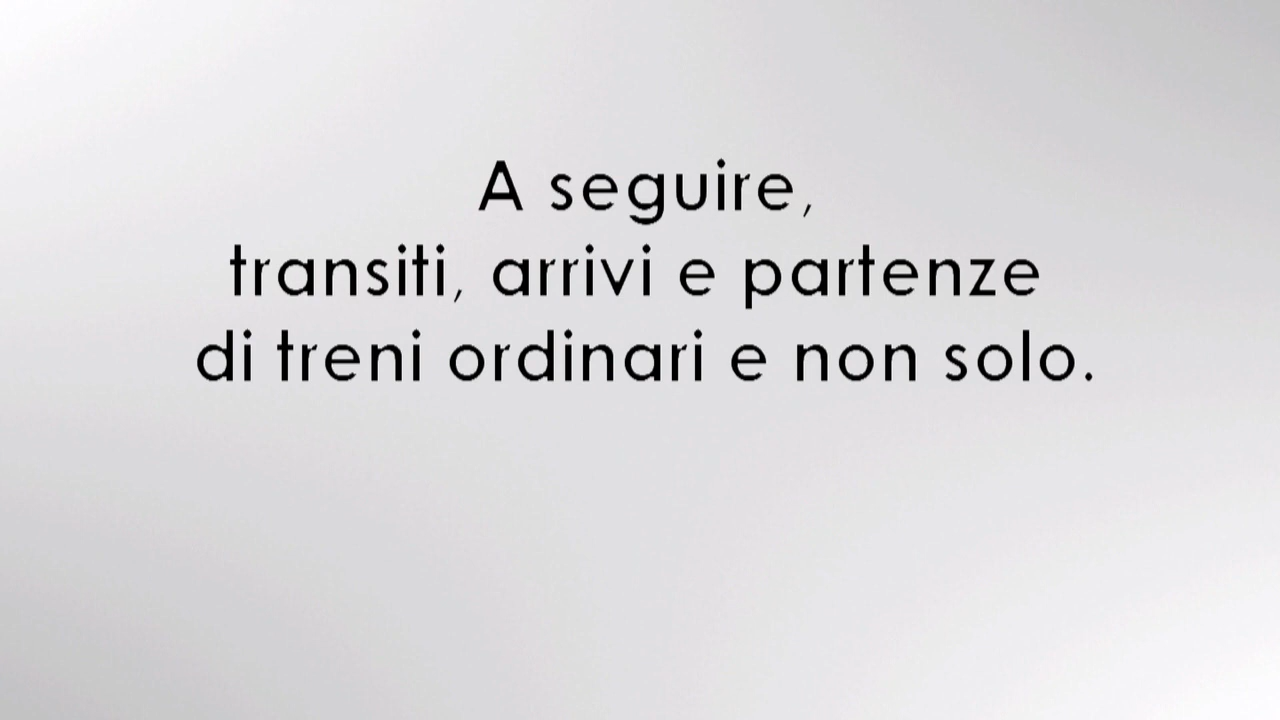 A seguire,
transiti, arrivi e partenze
di treni ordinari e non solo.